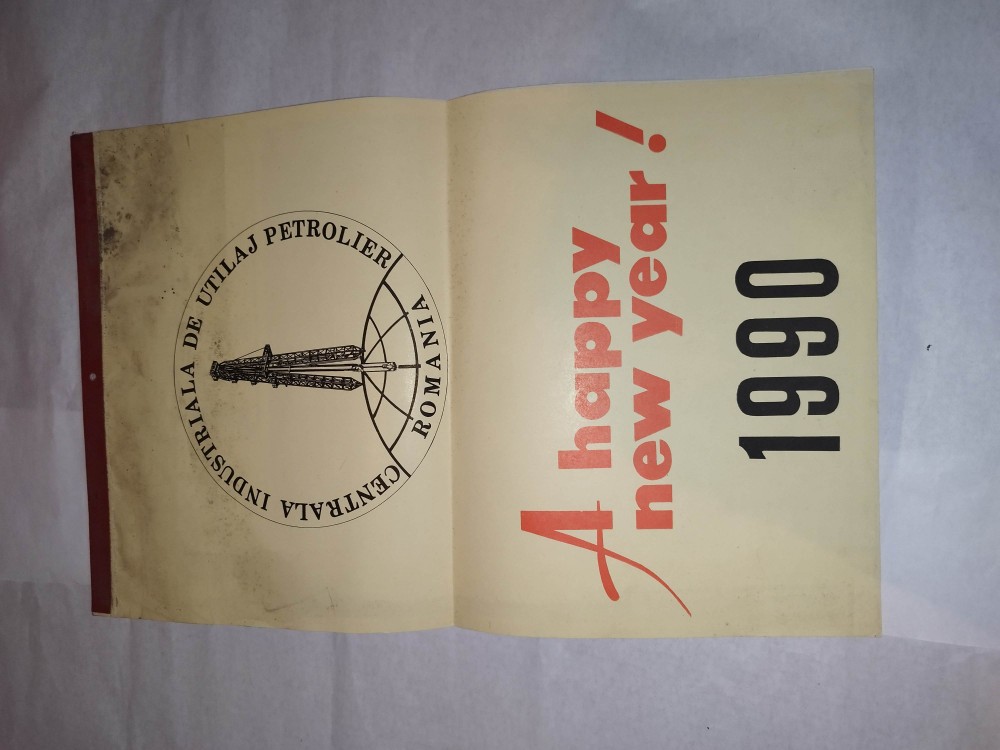 CENTRALA INDUSTRIALA DE UTILAJ PETROLIER
ROMANIA
A happy
new year!
1990